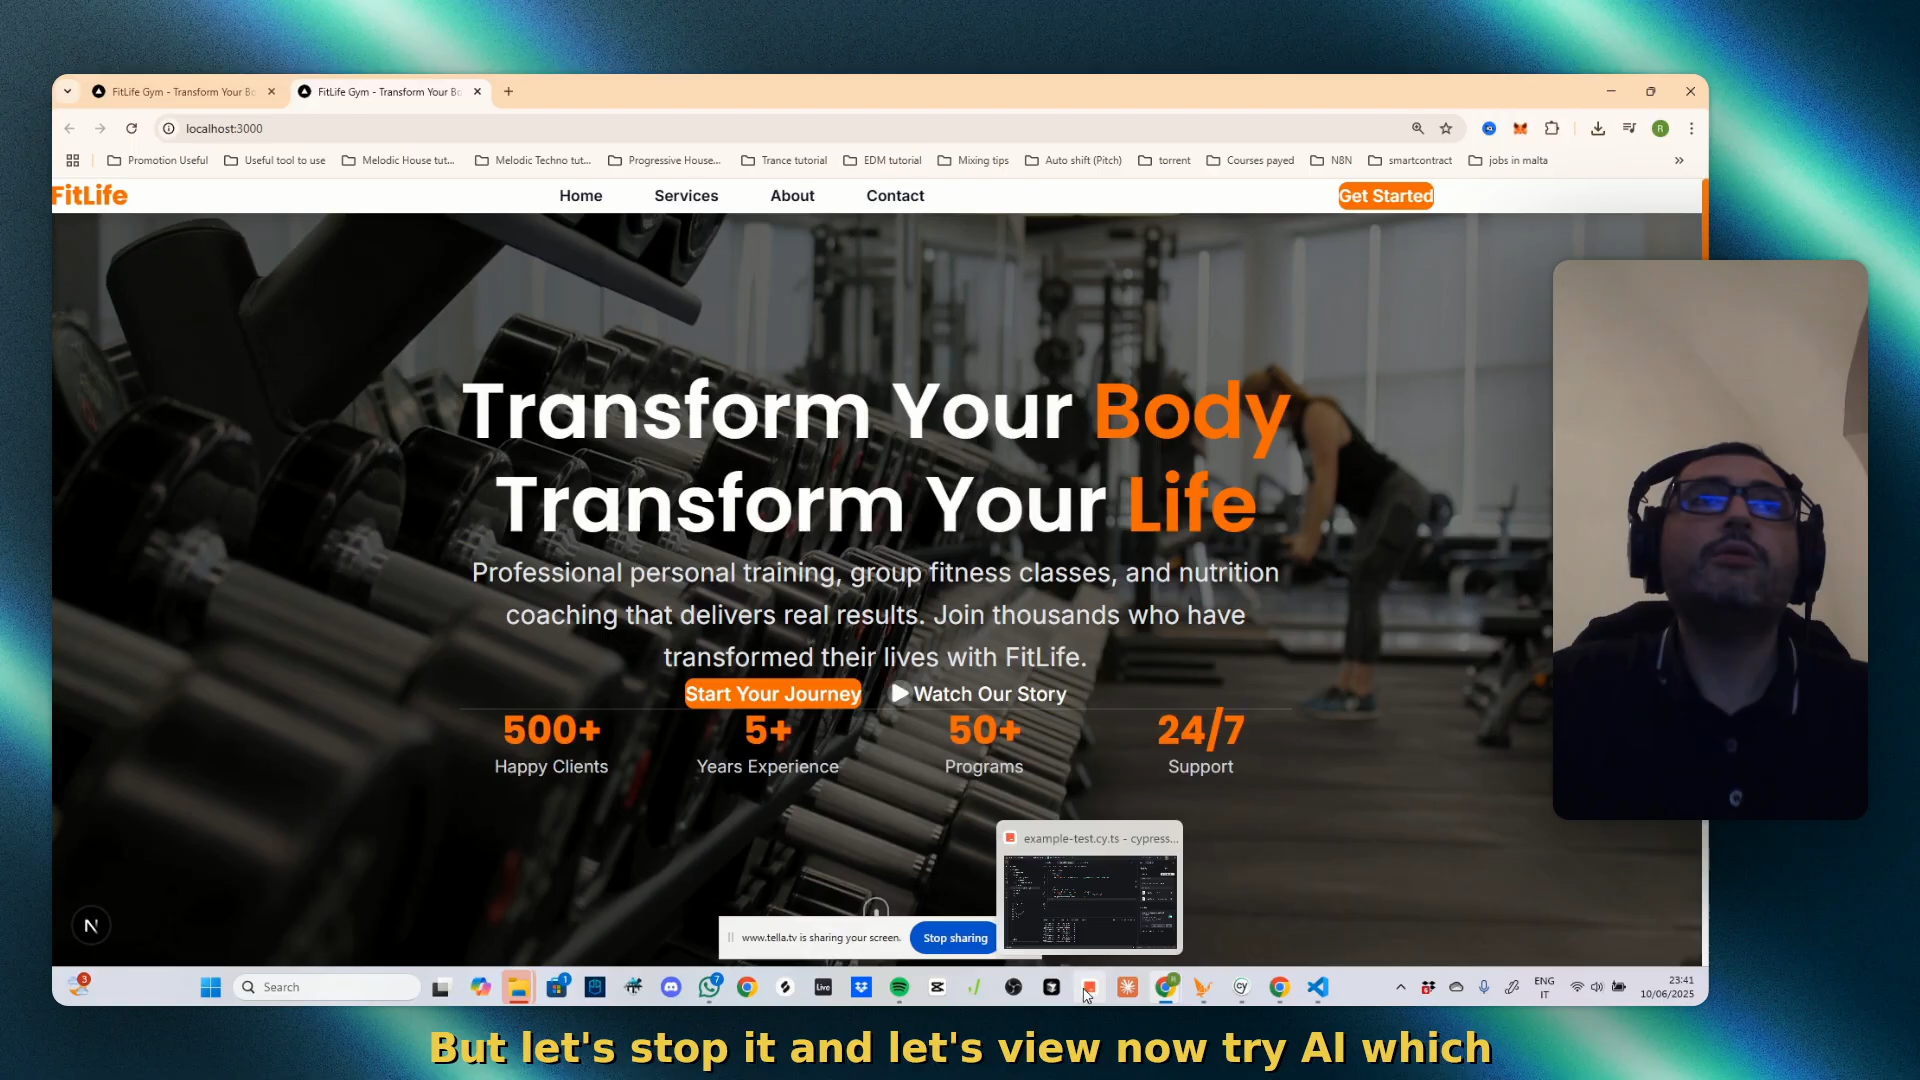 FitLife Gym - Transform Your Bo
FitLife Gym - Transform Your Bo
localhost:3000
R
Promotion Useful
Useful tool to use
Melodic House tut...
Melodic Techno tut...
Progressive House...
Trance tutorial
EDM tutorial
Mixing tips
Auto shift (Pitch)
torrent
Courses payed
N8N
smartcontract
jobs in malta
FitLife
Home
Services
About
Contact
Get Started
Transform Your Body
Transform Your Life
Professional personal training, group fitness classes, and nutrition
coaching that delivers real results. Join thousands who have
transformed their lives with FitLife.
Start Your Journey
Watch Our Story
500+
5+
50+
24/7
Happy Clients
Years Experience
Programs
Support
example-test.cy.ts - cypress...
N
www.tella.tv is sharing your screen.
Stop sharing
3
Search
1
7
Live
cy
ENG
IT
23:41
10/06/2025
But let's stop it and let's view now try AI which